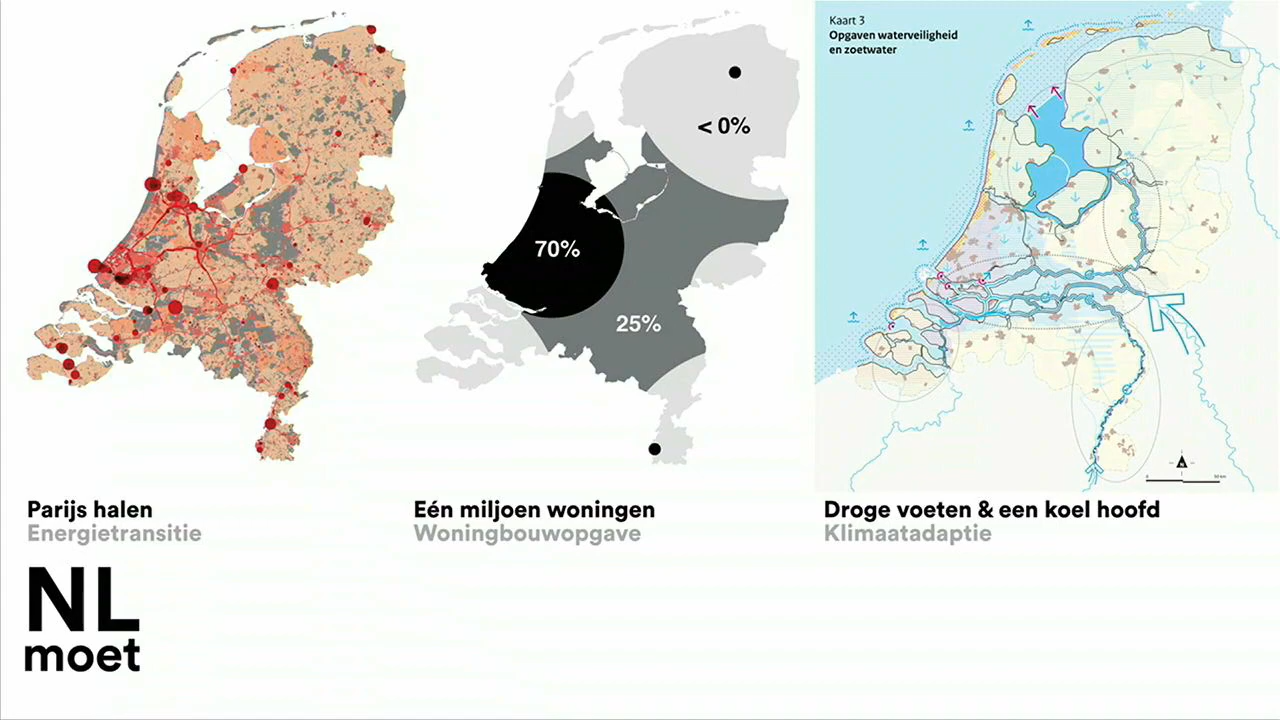 Kaart 3
Opgaven waterveiligheid
en zoetwater
< 0%
70%
25%
N
Parijs halen
Energietransitie
Eén miljoen woningen
Woningbouwopgave
Droge voeten & een koel hoofd
Klimaatadaptie
NL
moet